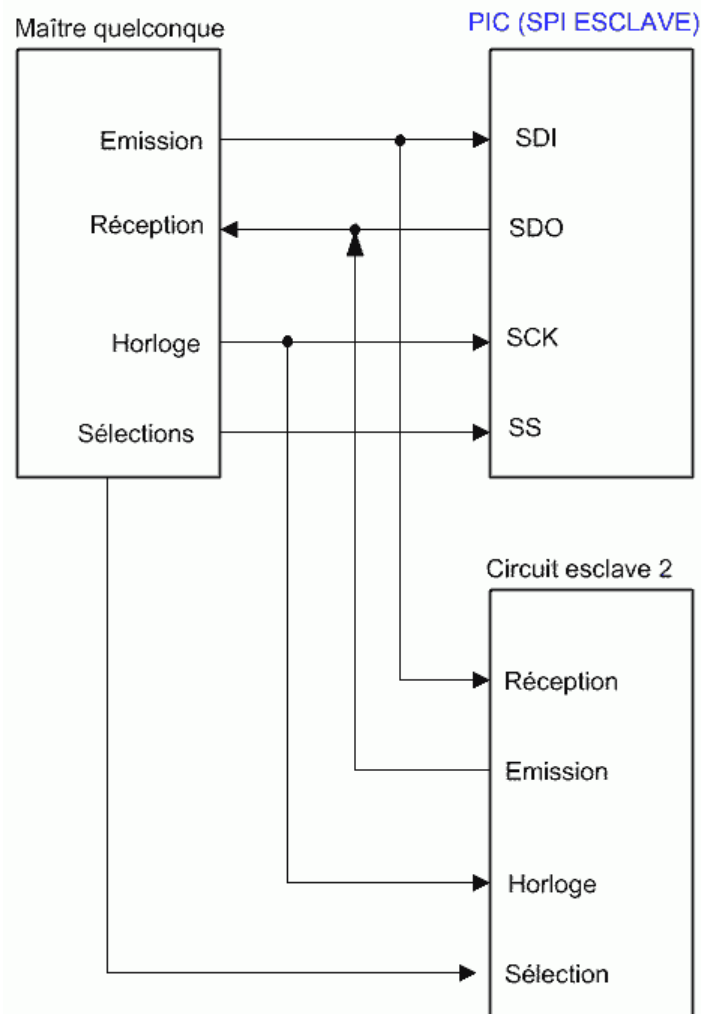 Maître quelconque
PIC (SPI ESCLAVE)
Emission
SDI
Réception
SDO
Horloge
SCK
Sélections
SS
Circuit esclave 2
Réception
Emission
Horloge
Sélection